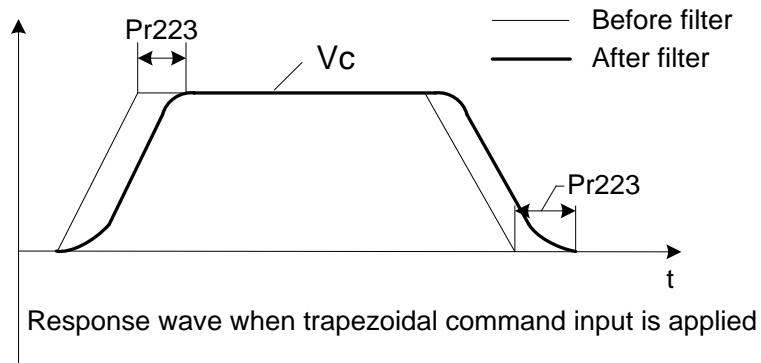 Pr223
Vc
Before filter
After filter
Pr223
t
Response wave when trapezoidal command input is applied